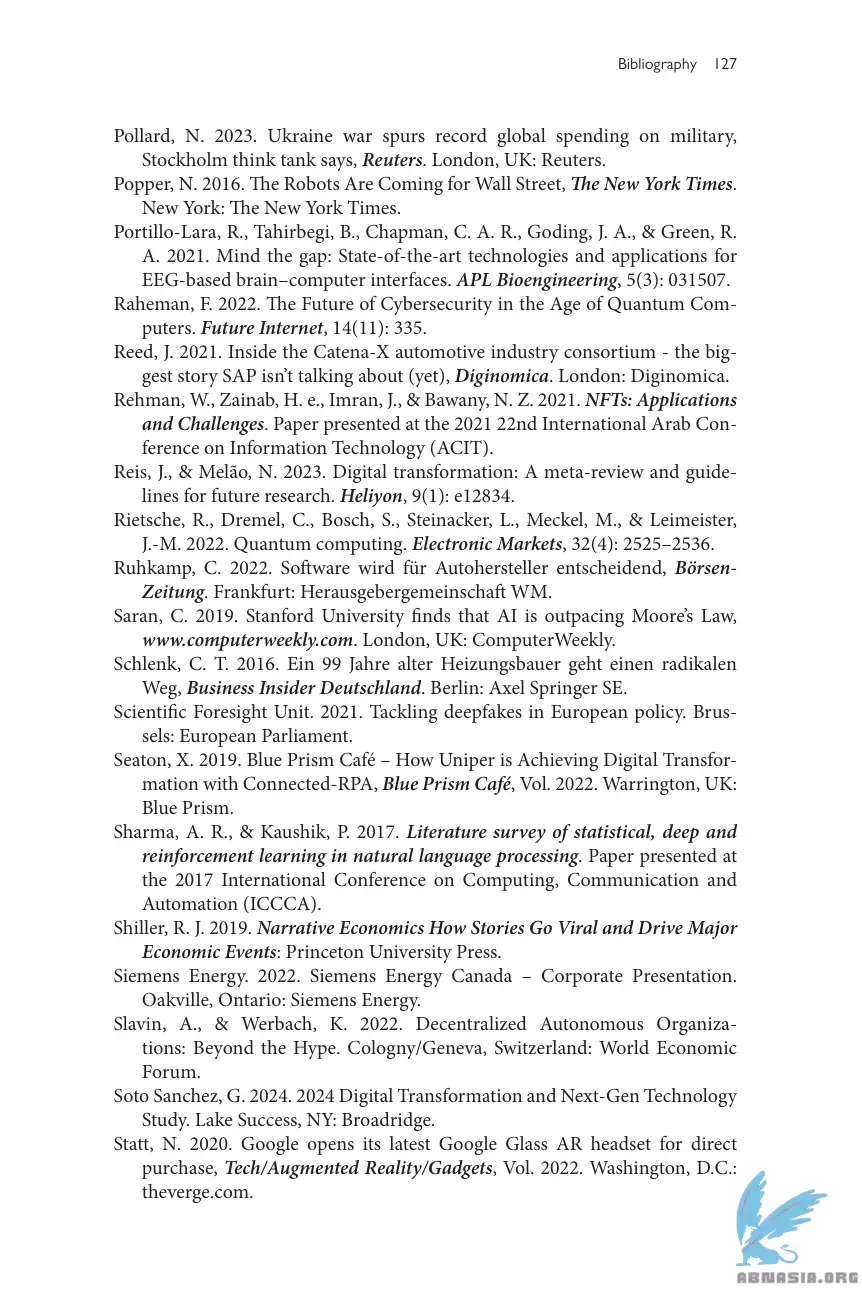 Bibliography 127
Pollard, N. 2023. Ukraine war spurs record global spending on military,
Stockholm think tank says, Reuters. London, UK: Reuters.
Popper, N. 2016. The Robots Are Coming for Wall Street, The New York Times.
New York: The New York Times.
Portillo-Lara, R., Tahirbegi, B., Chapman, C. A. R., Goding, J. A., & Green, R.
A. 2021. Mind the gap: State-of-the-art technologies and applications for
EEG-based brain–computer interfaces. APL Bioengineering, 5(3): 031507.
Raheman, F. 2022. The Future of Cybersecurity in the Age of Quantum Com-
puters. Future Internet, 14(11): 335.
Reed, J. 2021. Inside the Catena-X automotive industry consortium - the big-
gest story SAP isn’t talking about (yet), Diginomica. London: Diginomica.
Rehman, W., Zainab, H. e., Imran, J., & Bawany, N. Z. 2021. NFTs: Applications
and Challenges. Paper presented at the 2021 22nd International Arab Con-
ference on Information Technology (ACIT).
Reis, J., & Melão, N. 2023. Digital transformation: A meta-review and guide-
lines for future research. Heliyon, 9(1): e12834.
Rietsche, R., Dremel, C., Bosch, S., Steinacker, L., Meckel, M., & Leimeister,
J.-M. 2022. Quantum computing. Electronic Markets, 32(4): 2525–2536.
Ruhkamp, C. 2022. Software wird für Autohersteller entscheidend, Börsen-
Zeitung. Frankfurt: Herausgebergemeinschaft WM.
Saran, C. 2019. Stanford University finds that AI is outpacing Moore’s Law,
www.computerweekly.com. London, UK: ComputerWeekly.
Schlenk, C. T. 2016. Ein 99 Jahre alter Heizungsbauer geht einen radikalen
Weg, Business Insider Deutschland. Berlin: Axel Springer SE.
Scientific Foresight Unit. 2021. Tackling deepfakes in European policy. Brus-
sels: European Parliament.
Seaton, X. 2019. Blue Prism Café – How Uniper is Achieving Digital Transfor-
mation with Connected-RPA, Blue Prism Café, Vol. 2022. Warrington, UK:
Blue Prism.
Sharma, A. R., & Kaushik, P. 2017. Literature survey of statistical, deep and
reinforcement learning in natural language processing. Paper presented at
the 2017 International Conference on Computing, Communication and
Automation (ICCCA).
Shiller, R. J. 2019. Narrative Economics How Stories Go Viral and Drive Major
Economic Events: Princeton University Press.
Siemens Energy. 2022. Siemens Energy Canada – Corporate Presentation.
Oakville, Ontario: Siemens Energy.
Slavin, A., & Werbach, K. 2022. Decentralized Autonomous Organiza-
tions: Beyond the Hype. Cologny/Geneva, Switzerland: World Economic
Forum.
Soto Sanchez, G. 2024. 2024 Digital Transformation and Next-Gen Technology
Study. Lake Success, NY: Broadridge.
Statt, N. 2020. Google opens its latest Google Glass AR headset for direct
purchase, Tech/Augmented Reality/Gadgets, Vol. 2022. Washington, D.C.:
theverge.com.
ABNASIA.ORG